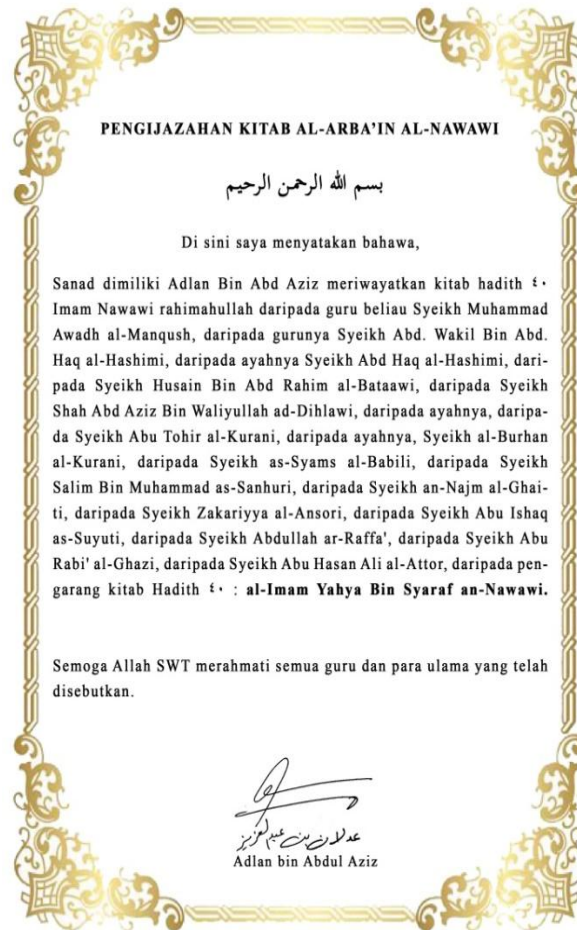 PENGIJAZAHAN KITAB AL-ARBA'IN AL-NAWAWI
بسم الله الرحمن الرحيم
Di sini saya menyatakan bahawa,
Sanad dimiliki Adlan Bin Abd Aziz meriwayatkan kitab hadith ٤٠
Imam Nawawi rahimahullah daripada guru beliau Syeikh Muhammad
Awadh al-Manqush, daripada gurunya Syeikh Abd. Wakil Bin Abd.
Haq al-Hashimi, daripada ayahnya Syeikh Abd Haq al-Hashimi, dari-
pada Syeikh Husain Bin Abd Rahim al-Bataawi, daripada Syeikh
Shah Abd Aziz Bin Waliyullah ad-Dihlawi, daripada ayahnya, daripa-
da Syeikh Abu Tohir al-Kurani, daripada ayahnya, Syeikh al-Burhan
al-Kurani, daripada Syeikh as-Syams al-Babili, daripada Syeikh
Salim Bin Muhammad as-Sanhuri, daripada Syeikh an-Najm al-Ghai-
ti, daripada Syeikh Zakariyya al-Ansori, daripada Syeikh Abu Ishaq
as-Suyuti, daripada Syeikh Abdullah ar-Raffa', daripada Syeikh Abu
Rabi' al-Ghazi, daripada Syeikh Abu Hasan Ali al-Attor, daripada pen-
garang kitab Hadith ٤٠ : al-Imam Yahya Bin Syaraf an-Nawawi.
Semoga Allah SWT merahmati semua guru dan para ulama yang telah
disebutkan.
عدلان بن عبدالعزيز
Adlan bin Abdul Aziz